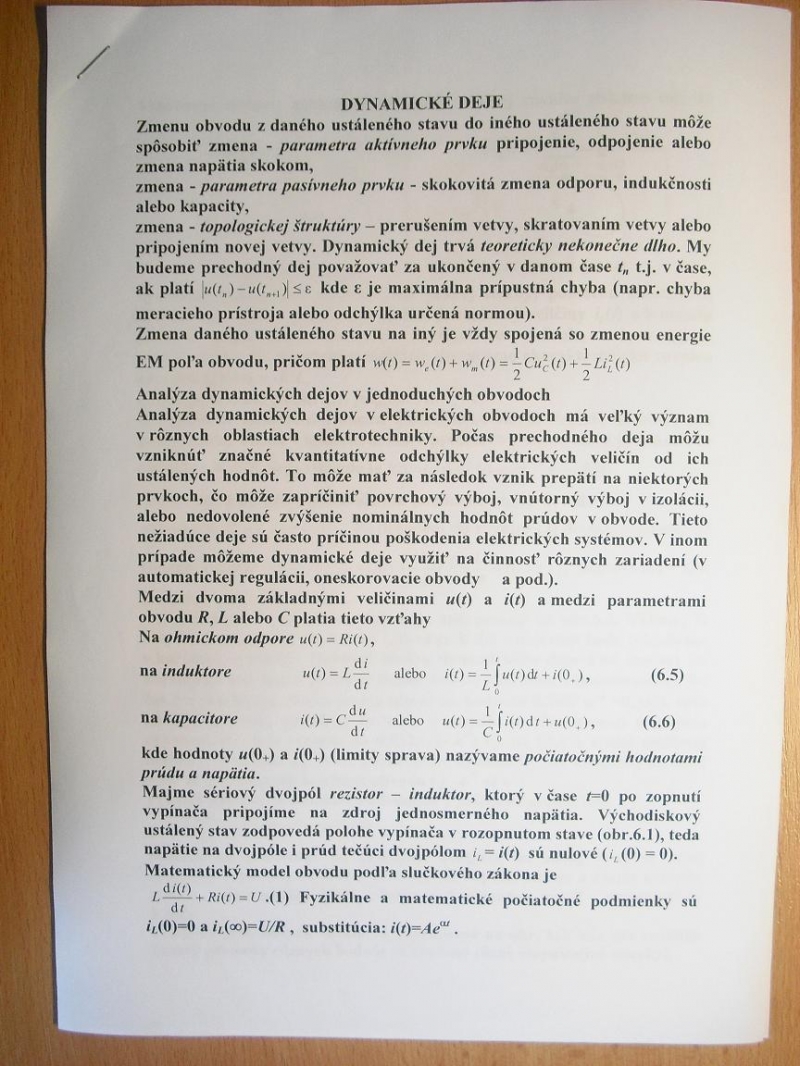 DYNAMICKÉ DEJE
Zmenu obvodu z daného ustáleného stavu do iného ustáleného stavu môže
spôsobiť zmena - parametra aktívneho prvku pripojenie, odpojenie alebo
zmena napätia skokom,
zmena - parametra pasívneho prvku - skokovitá zmena odporu, indukčnosti
alebo kapacity,
zmena - topologickej štruktúry – prerušením vetvy, skratovaním vetvy alebo
pripojením novej vetvy. Dynamický dej trvá teoreticky nekonečne dlho. My
budeme prechodný dej považovať za ukončený v danom čase tₙ t.j. v čase,
ak platí |u(tₙ) − u(tₙ₊₁)| ≤ ε kde ε je maximálna prípustná chyba (napr. chyba
meracieho prístroja alebo odchýlka určená normou).
Zmena daného ustáleného stavu na iný je vždy spojená so zmenou energie
EM poľa obvodu, pričom platí w(t) = w_e(t) + w_m(t) = 1/2 Cu_C²(t) + 1/2 Li_L²(t)
Analýza dynamických dejov v jednoduchých obvodoch
Analýza dynamických dejov v elektrických obvodoch má veľký význam
v rôznych oblastiach elektrotechniky. Počas prechodného deja môžu
vzniknúť značné kvantitatívne odchýlky elektrických veličín od ich
ustálených hodnôt. To môže mať za následok vznik prepätí na niektorých
prvkoch, čo môže zapríčiniť povrchový výboj, vnútorný výboj v izolácii,
alebo nedovolené zvýšenie nominálnych hodnôt prúdov v obvode. Tieto
nežiadúce deje sú často príčinou poškodenia elektrických systémov. V inom
prípade môžeme dynamické deje využiť na činnosť rôznych zariadení (v
automatickej regulácii, oneskorovacie obvody a pod.).
Medzi dvoma základnými veličinami u(t) a i(t) a medzi parametrami
obvodu R, L alebo C platia tieto vzťahy
Na ohmickom odpore u(t) = Ri(t),
na induktore u(t) = L di/dt alebo i(t) = 1/L ∫₀ᵗ u(t)dt + i(0₊), (6.5)
na kapacitore i(t) = C du/dt alebo u(t) = 1/C ∫₀ᵗ i(t)dt + u(0₊), (6.6)
kde hodnoty u(0₊) a i(0₊) (limity sprava) nazývame počiatočnými hodnotami
prúdu a napätia.
Majme sériový dvojpól rezistor – induktor, ktorý v čase t=0 po zopnutí
vypínača pripojíme na zdroj jednosmerného napätia. Východiskový
ustálený stav zodpovedá polohe vypínača v rozopnutom stave (obr.6.1), teda
napätie na dvojpóle i prúd tečúci dvojpólom i_L = i(t) sú nulové (i_L(0) = 0).
Matematický model obvodu podľa slučkového zákona je
L di(t)/dt + Ri(t) = U .(1) Fyzikálne a matematické počiatočné podmienky sú
i_L(0)=0 a i_L(∞)=U/R , substitúcia: i(t)=Ae^αt .